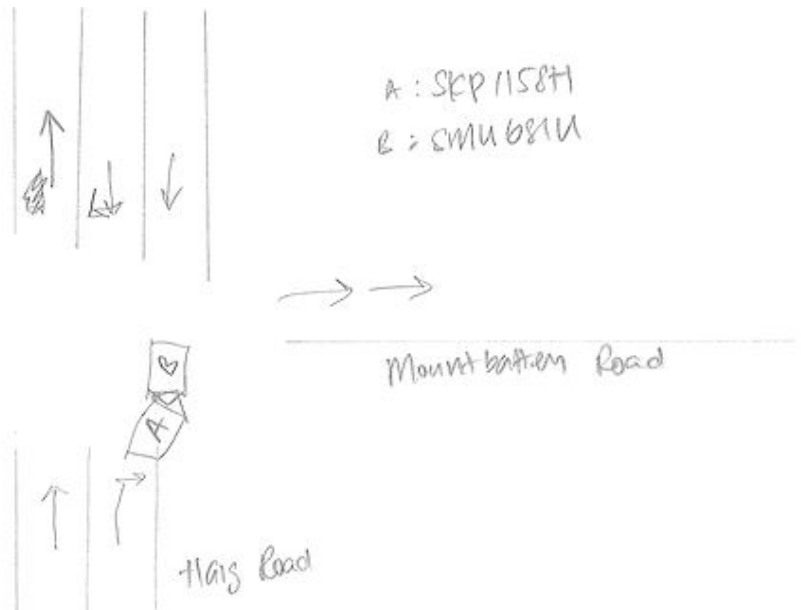 A : SKP1158H
B : SMU681U
Mountbatten Road
B
A
Haig Road